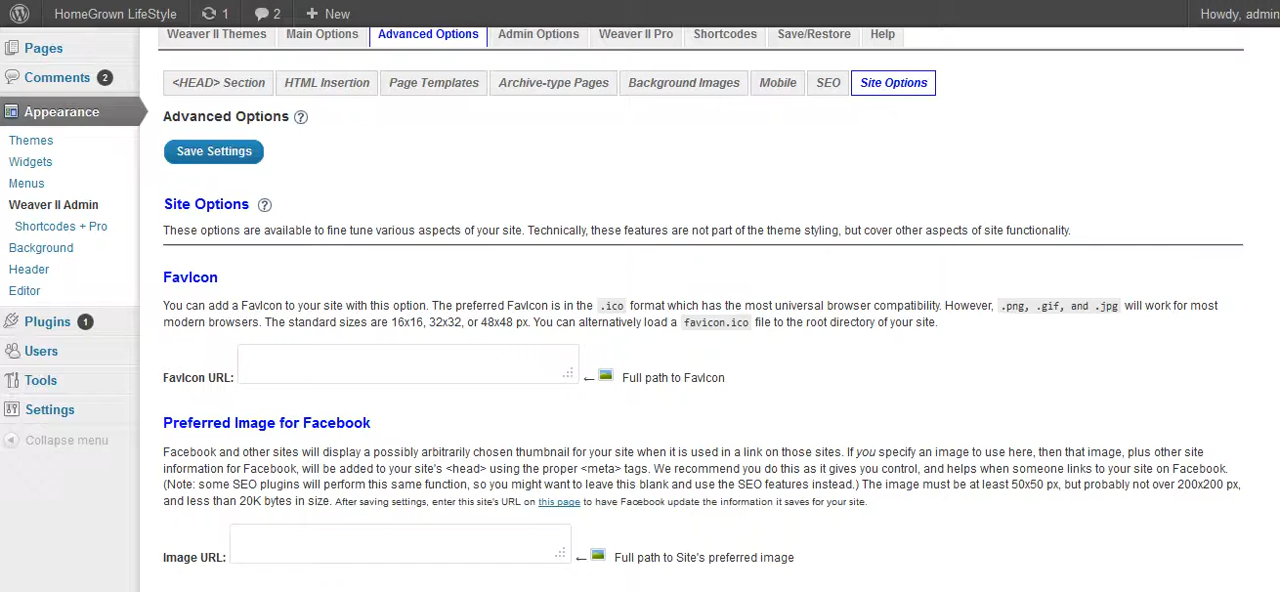 HomeGrown LifeStyle 1 2 New Howdy, admin
Pages
Comments 2
Appearance
Themes
Widgets
Menus
Weaver II Admin
Shortcodes + Pro
Background
Header
Editor
Plugins 1
Users
Tools
Settings
Collapse menu
Weaver II Themes Main Options Advanced Options Admin Options Weaver II Pro Shortcodes Save/Restore Help
<HEAD> Section HTML Insertion Page Templates Archive-type Pages Background Images Mobile SEO Site Options
Advanced Options ?
Save Settings
Site Options ?
These options are available to fine tune various aspects of your site. Technically, these features are not part of the theme styling, but cover other aspects of site functionality.
FavIcon
You can add a FavIcon to your site with this option. The preferred FavIcon is in the .ico format which has the most universal browser compatibility. However, .png, .gif, and .jpg will work for most
modern browsers. The standard sizes are 16x16, 32x32, or 48x48 px. You can alternatively load a favicon.ico file to the root directory of your site.
FavIcon URL: ← Full path to FavIcon
Preferred Image for Facebook
Facebook and other sites will display a possibly arbitrarily chosen thumbnail for your site when it is used in a link on those sites. If you specify an image to use here, then that image, plus other site
information for Facebook, will be added to your site's <head> using the proper <meta> tags. We recommend you do this as it gives you control, and helps when someone links to your site on Facebook.
(Note: some SEO plugins will perform this same function, so you might want to leave this blank and use the SEO features instead.) The image must be at least 50x50 px, but probably not over 200x200 px,
and less than 20K bytes in size. After saving settings, enter this site's URL on this page to have Facebook update the information it saves for your site.
Image URL: ← Full path to Site's preferred image